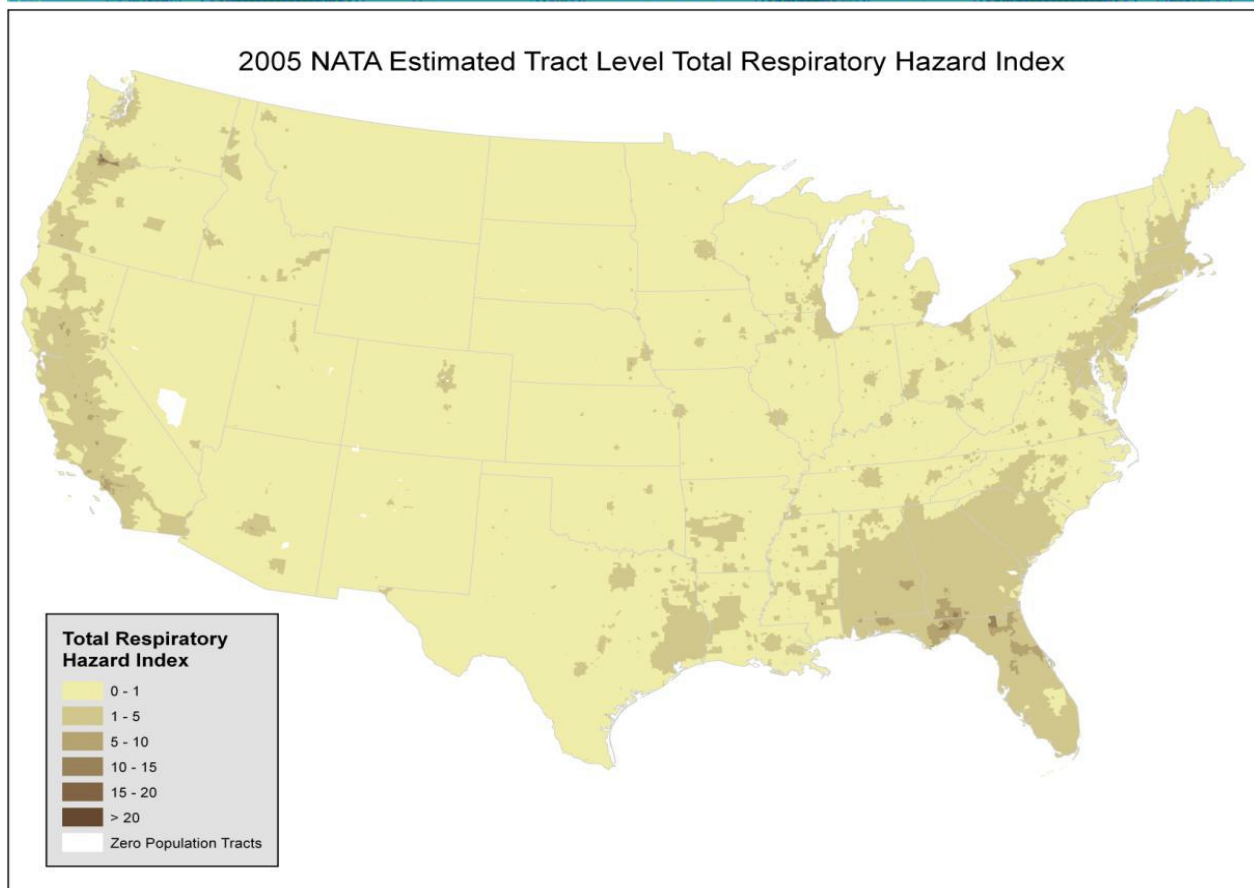 2005 NATA Estimated Tract Level Total Respiratory Hazard Index
Total Respiratory
Hazard Index
0 - 1
1 - 5
5 - 10
10 - 15
15 - 20
> 20
Zero Population Tracts